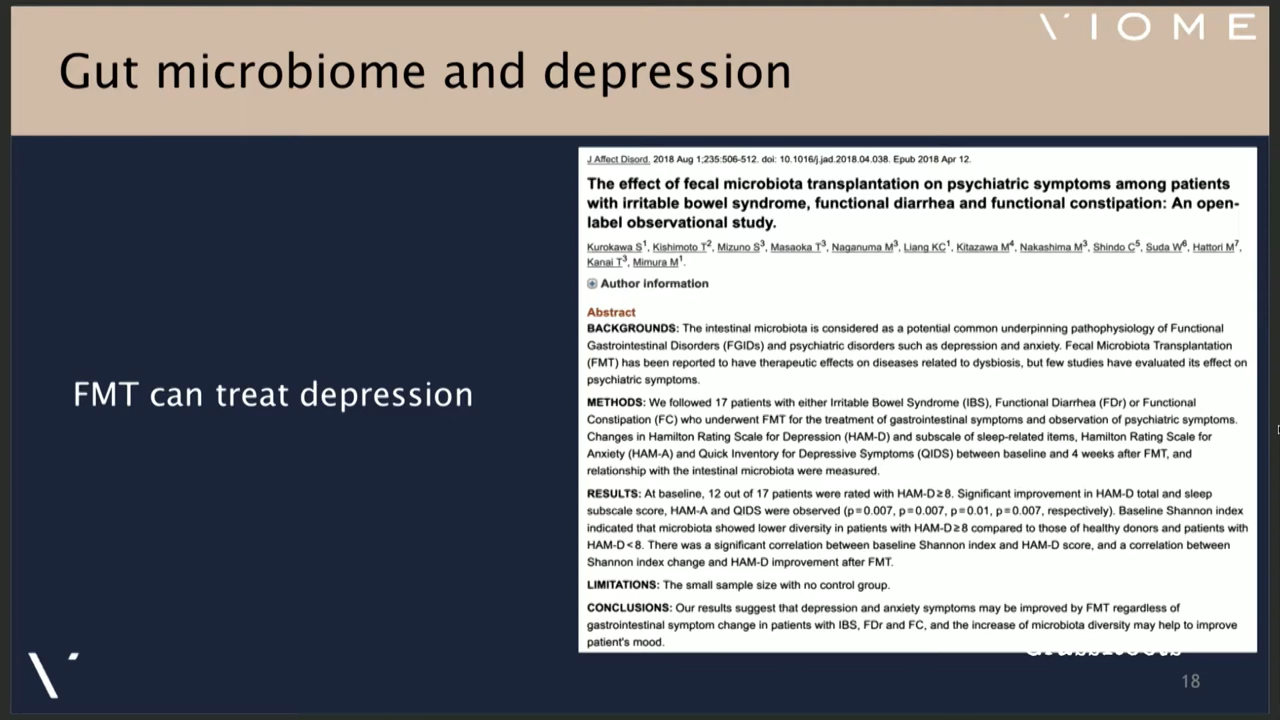 VIOME
Gut microbiome and depression
FMT can treat depression
J Affect Disord. 2018 Aug 1;235:506-512. doi: 10.1016/j.jad.2018.04.038. Epub 2018 Apr 12.
The effect of fecal microbiota transplantation on psychiatric symptoms among patients
with irritable bowel syndrome, functional diarrhea and functional constipation: An open-
label observational study.
Kurokawa S1, Kishimoto T2, Mizuno S3, Masaoka T3, Naganuma M3, Liang KC1, Kitazawa M4, Nakashima M3, Shindo C5, Suda W6, Hattori M7,
Kanai T3, Mimura M1.
Author information
Abstract
BACKGROUNDS: The intestinal microbiota is considered as a potential common underpinning pathophysiology of Functional
Gastrointestinal Disorders (FGIDs) and psychiatric disorders such as depression and anxiety. Fecal Microbiota Transplantation
(FMT) has been reported to have therapeutic effects on diseases related to dysbiosis, but few studies have evaluated its effect on
psychiatric symptoms.
METHODS: We followed 17 patients with either Irritable Bowel Syndrome (IBS), Functional Diarrhea (FDr) or Functional
Constipation (FC) who underwent FMT for the treatment of gastrointestinal symptoms and observation of psychiatric symptoms.
Changes in Hamilton Rating Scale for Depression (HAM-D) and subscale of sleep-related items, Hamilton Rating Scale for
Anxiety (HAM-A) and Quick Inventory for Depressive Symptoms (QIDS) between baseline and 4 weeks after FMT, and
relationship with the intestinal microbiota were measured.
RESULTS: At baseline, 12 out of 17 patients were rated with HAM-D≥8. Significant improvement in HAM-D total and sleep
subscale score, HAM-A and QIDS were observed (p=0.007, p=0.007, p=0.01, p=0.007, respectively). Baseline Shannon index
indicated that microbiota showed lower diversity in patients with HAM-D≥8 compared to those of healthy donors and patients with
HAM-D<8. There was a significant correlation between baseline Shannon index and HAM-D score, and a correlation between
Shannon index change and HAM-D improvement after FMT.
LIMITATIONS: The small sample size with no control group.
CONCLUSIONS: Our results suggest that depression and anxiety symptoms may be improved by FMT regardless of
gastrointestinal symptom change in patients with IBS, FDr and FC, and the increase of microbiota diversity may help to improve
patient's mood.
18